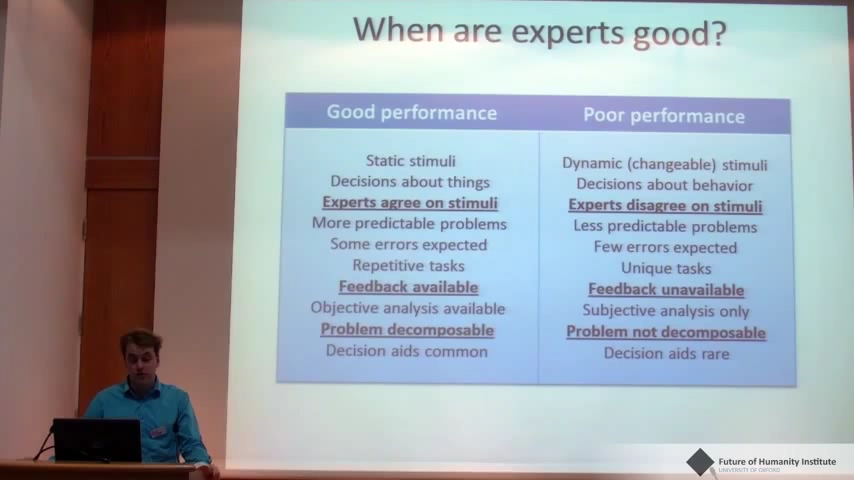 When are experts good?
Good performance
Poor performance
Static stimuli
Dynamic (changeable) stimuli
Decisions about things
Decisions about behavior
Experts agree on stimuli
Experts disagree on stimuli
More predictable problems
Less predictable problems
Some errors expected
Few errors expected
Repetitive tasks
Unique tasks
Feedback available
Feedback unavailable
Objective analysis available
Subjective analysis only
Problem decomposable
Problem not decomposable
Decision aids common
Decision aids rare
Future of Humanity Institute
UNIVERSITY OF OXFORD